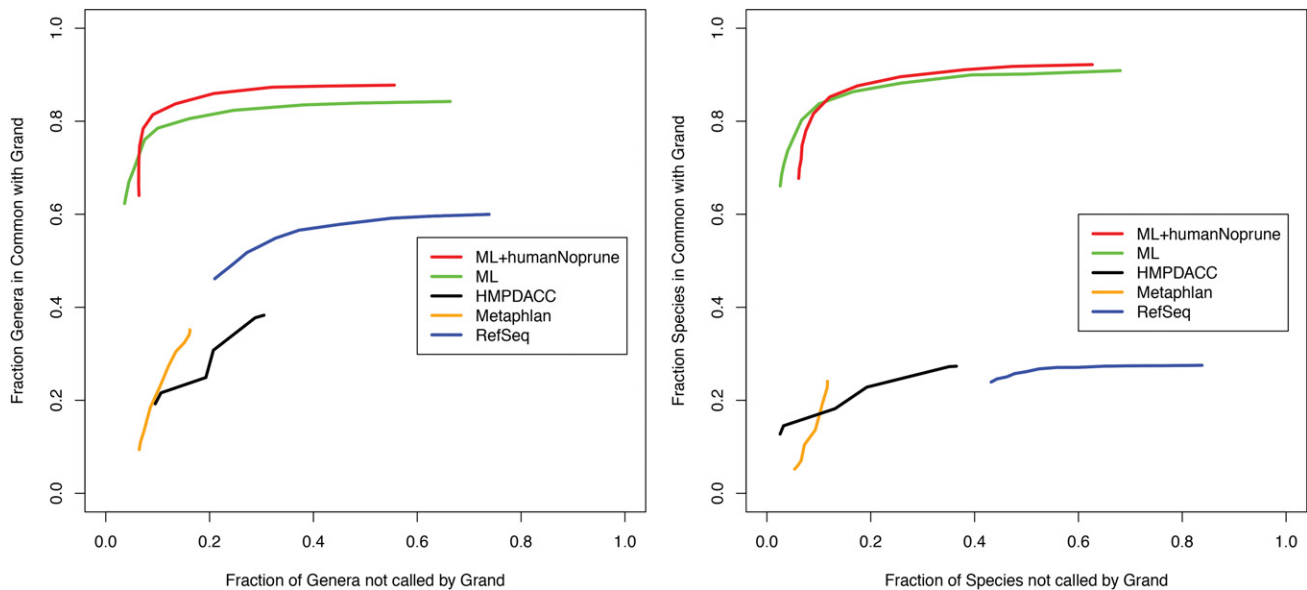 Fraction Genera in Common with Grand
1.0
0.8
0.6
0.4
0.2
0.0
ML+humanNoprune
ML
HMPDACC
Metaphlan
RefSeq
0.0 0.2 0.4 0.6 0.8 1.0
Fraction of Genera not called by Grand
Fraction Species in Common with Grand
1.0
0.8
0.6
0.4
0.2
0.0
ML+humanNoprune
ML
HMPDACC
Metaphlan
RefSeq
0.0 0.2 0.4 0.6 0.8 1.0
Fraction of Species not called by Grand